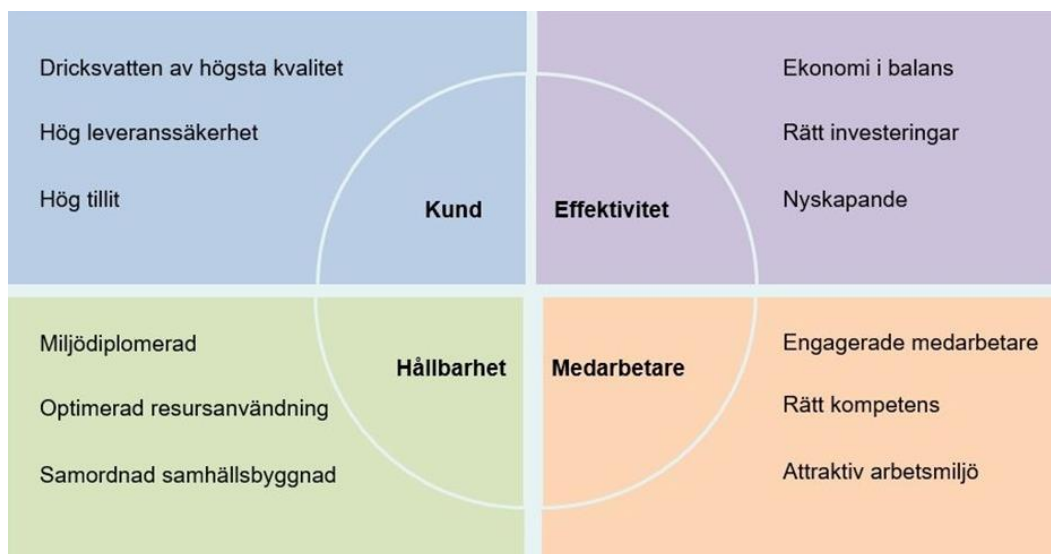 Dricksvatten av högsta kvalitet
Hög leveranssäkerhet
Hög tillit
Kund
Ekonomi i balans
Rätt investeringar
Nyskapande
Effektivitet
Miljödiplomerad
Hållbarhet
Optimerad resursanvändning
Samordnad samhällsbyggnad
Engagerade medarbetare
Medarbetare
Rätt kompetens
Attraktiv arbetsmiljö